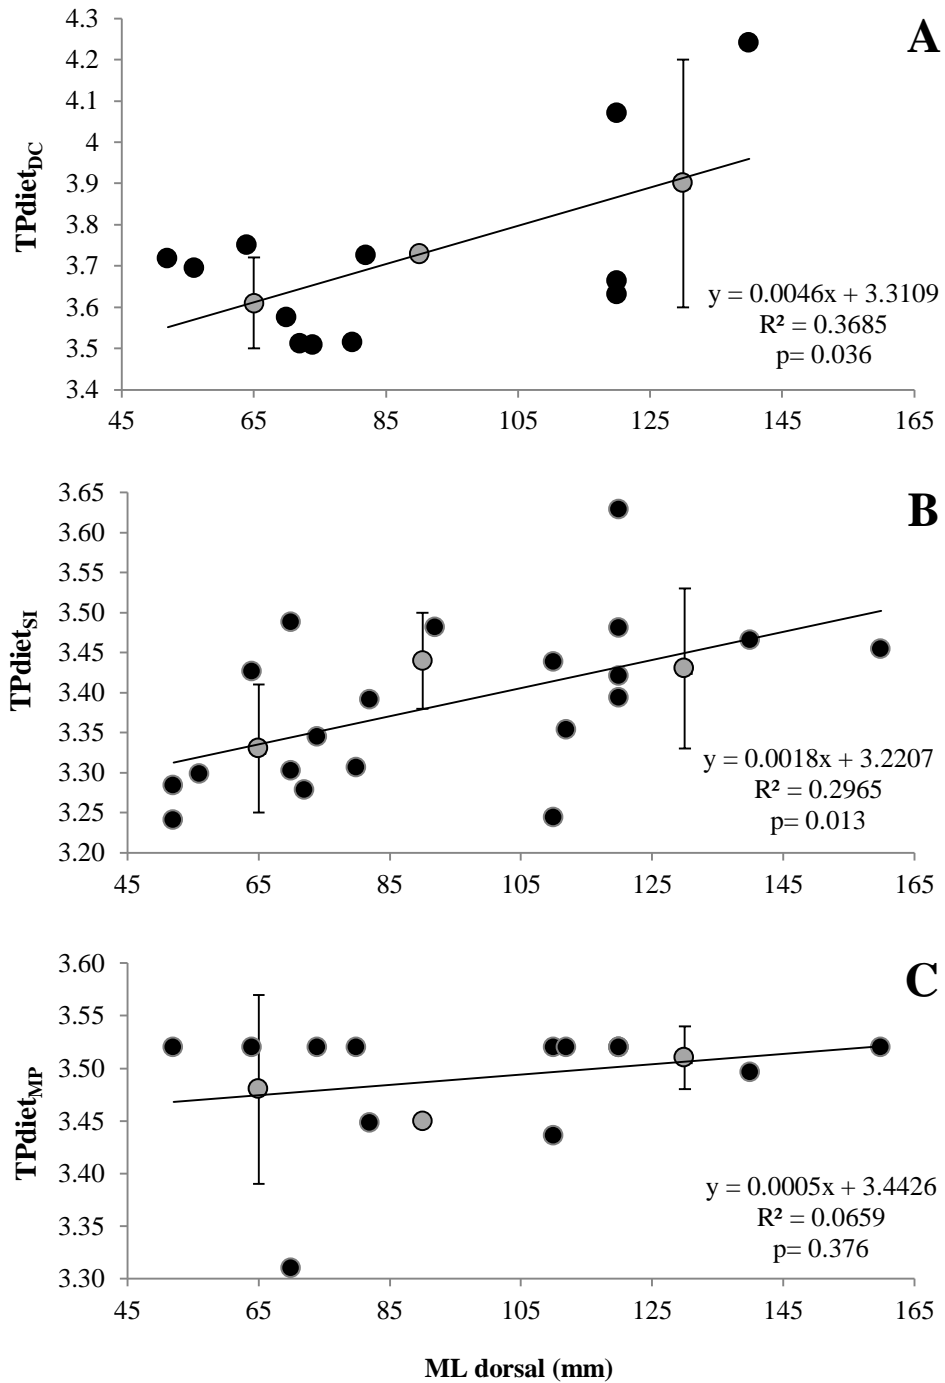 A
TPdiet_DC
4.3
4.2
4.1
4
3.9
3.8
3.7
3.6
3.5
3.4
y = 0.0046x + 3.3109
R² = 0.3685
p= 0.036
45 65 85 105 125 145 165
B
TPdiet_SI
3.65
3.60
3.55
3.50
3.45
3.40
3.35
3.30
3.25
3.20
y = 0.0018x + 3.2207
R² = 0.2965
p= 0.013
45 65 85 105 125 145 165
C
TPdiet_MP
3.60
3.55
3.50
3.45
3.40
3.35
3.30
y = 0.0005x + 3.4426
R² = 0.0659
p= 0.376
45 65 85 105 125 145 165
ML dorsal (mm)